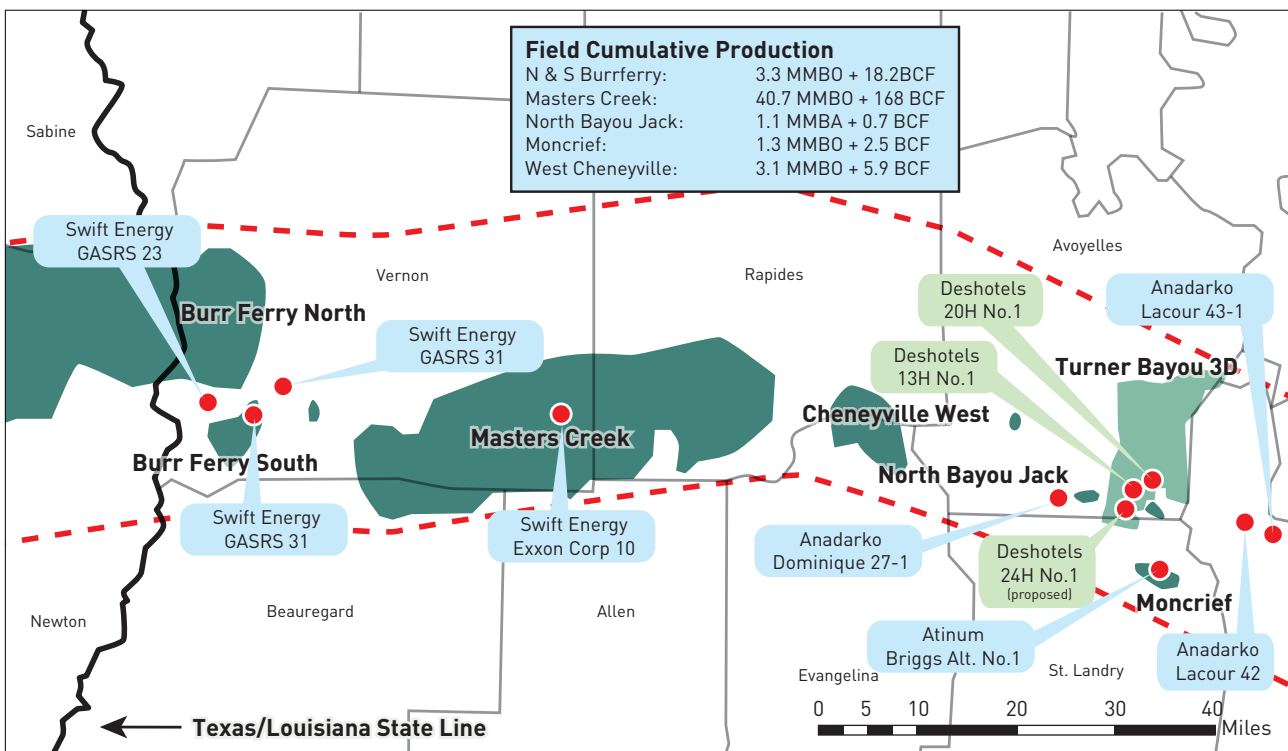 Field Cumulative Production
N & S Burrferry: 3.3 MMBO + 18.2BCF
Masters Creek: 40.7 MMBO + 168 BCF
North Bayou Jack: 1.1 MMBA + 0.7 BCF
Moncrief: 1.3 MMBO + 2.5 BCF
West Cheneyville: 3.1 MMBO + 5.9 BCF
Sabine
Swift Energy
GASRS 23
Burr Ferry North
Vernon
Rapides
Avoyelles
Swift Energy
GASRS 31
Deshotels
20H No.1
Anadarko
Lacour 43-1
Deshotels
13H No.1
Turner Bayou 3D
Cheneyville West
Masters Creek
Burr Ferry South
North Bayou Jack
Swift Energy
GASRS 31
Swift Energy
Exxon Corp 10
Anadarko
Dominique 27-1
Deshotels
24H No.1
(proposed)
Moncrief
Newton
Beauregard
Allen
Atinum
Briggs Alt. No.1
Evangelina
St. Landry
Anadarko
Lacour 42
Texas/Louisiana State Line
0 5 10 20 30 40
Miles